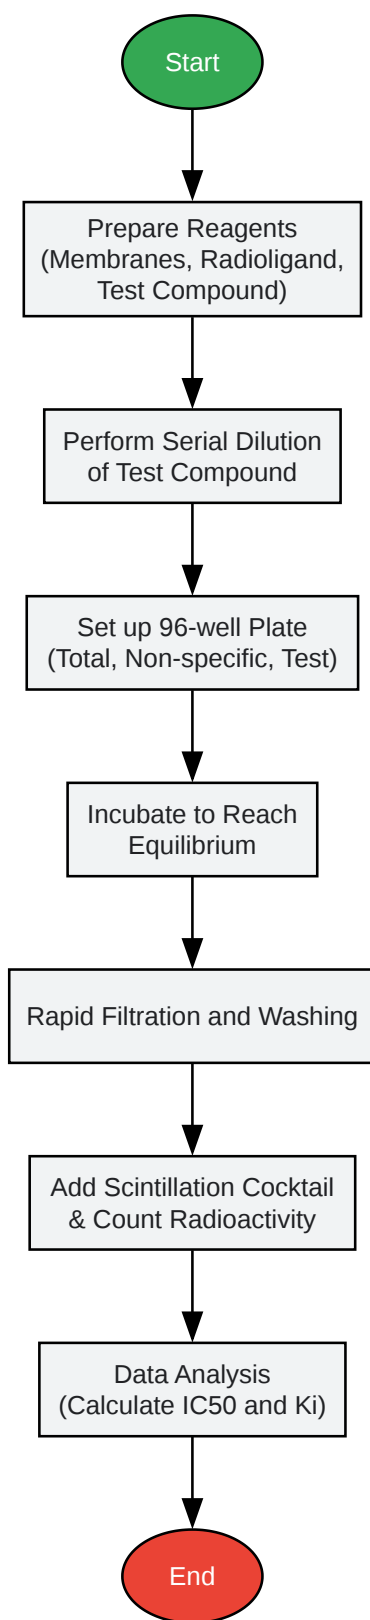 Start
Prepare Reagents
(Membranes, Radioligand,
Test Compound)
Perform Serial Dilution
of Test Compound
Set up 96-well Plate
(Total, Non-specific, Test)
Incubate to Reach
Equilibrium
Rapid Filtration and Washing
Add Scintillation Cocktail
& Count Radioactivity
Data Analysis
(Calculate IC50 and Ki)
End